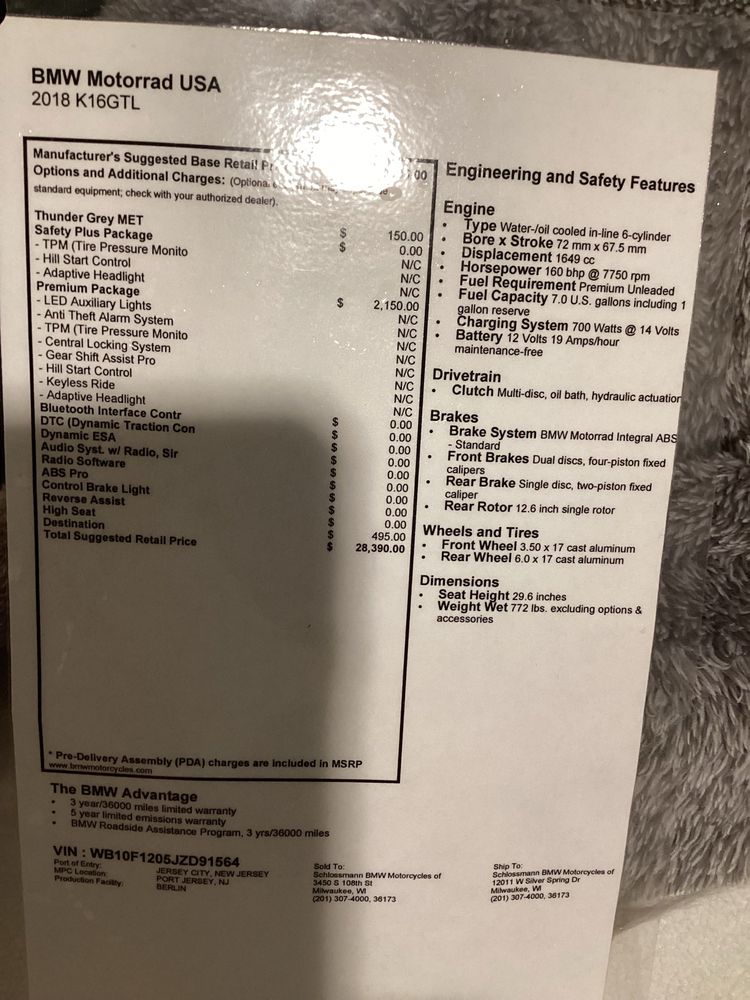 BMW Motorrad USA
2018 K16GTL
Manufacturer's Suggested Base Retail 00
Options and Additional Charges:
standard equipment; check with your authorized dealer).
Thunder Grey MET $ 150.00
Safety Plus Package $ 0.00
- TPM (Tire Pressure Monito N/C
- Hill Start Control N/C
- Adaptive Headlight N/C
Premium Package $ 2,150.00
- LED Auxiliary Lights N/C
- Anti Theft Alarm System N/C
- TPM (Tire Pressure Monito N/C
- Central Locking System N/C
- Gear Shift Assist Pro N/C
- Hill Start Control N/C
- Keyless Ride N/C
- Adaptive Headlight N/C
Bluetooth Interface Contr $ 0.00
DTC (Dynamic Traction Con $ 0.00
Dynamic ESA $ 0.00
Audio Syst. w/ Radio, Sir $ 0.00
Radio Software $ 0.00
ABS Pro $ 0.00
Control Brake Light $ 0.00
Reverse Assist $ 0.00
High Seat $ 0.00
Destination $ 495.00
Total Suggested Retail Price $ 28,390.00
* Pre-Delivery Assembly (PDA) charges are included in MSRP
www.bmwmotorcycles.com
Engineering and Safety Features
Engine
• Type Water-/oil cooled in-line 6-cylinder
• Bore x Stroke 72 mm x 67.5 mm
• Displacement 1649 cc
• Horsepower 160 bhp @ 7750 rpm
• Fuel Requirement Premium Unleaded
• Fuel Capacity 7.0 U.S. gallons including 1
gallon reserve
• Charging System 700 Watts @ 14 Volts
• Battery 12 Volts 19 Amps/hour
maintenance-free
Drivetrain
• Clutch Multi-disc, oil bath, hydraulic actuation
Brakes
• Brake System BMW Motorrad Integral ABS
- Standard
• Front Brakes Dual discs, four-piston fixed
calipers
• Rear Brake Single disc, two-piston fixed
caliper
• Rear Rotor 12.6 inch single rotor
Wheels and Tires
• Front Wheel 3.50 x 17 cast aluminum
• Rear Wheel 6.0 x 17 cast aluminum
Dimensions
• Seat Height 29.6 inches
• Weight Wet 772 lbs. excluding options &
accessories
The BMW Advantage
• 3 year/36000 miles limited warranty
• 5 year limited emissions warranty
• BMW Roadside Assistance Program, 3 yrs/36000 miles
VIN : WB10F1205JZD91564
Port of Entry: JERSEY CITY, NEW JERSEY
MPC Location: PORT JERSEY, NJ
Production Facility: BERLIN
Sold To:
Schlossmann BMW Motorcycles of
3450 S 108th St
Milwaukee, WI
(201) 307-4000, 36173
Ship To:
Schlossmann BMW Motorcycles of
12011 W Silver Spring Dr
Milwaukee, WI
(201) 307-4000, 36173